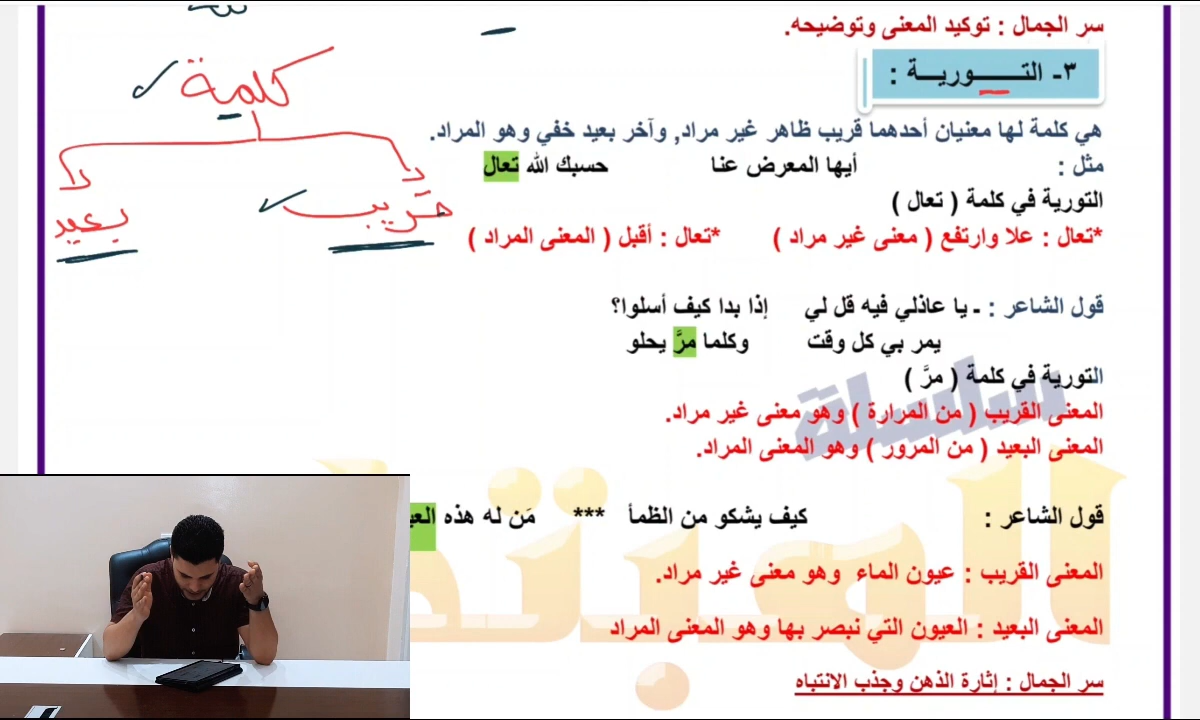 سر الجمال : توكيد المعنى وتوضيحه.
٣- التـــــوريـــة :
هي كلمة لها معنيان أحدهما قريب ظاهر غير مراد, وآخر بعيد خفي وهو المراد.
مثل : أيها المعرض عنا حسبك الله تعال
التورية في كلمة ( تعال )
*تعال : علا وارتفع ( معنى غير مراد ) *تعال : أقبل ( المعنى المراد )
قول الشاعر : ـ يا عاذلي فيه قل لي إذا بدا كيف أسلوا؟
يمر بي كل وقت وكلما مرَّ يحلو
التورية في كلمة ( مرَّ )
المعنى القريب ( من المرارة ) وهو معنى غير مراد.
المعنى البعيد ( من المرور ) وهو المعنى المراد.
قول الشاعر : كيف يشكو من الظمأ *** مَن له هذه
المعنى القريب : عيون الماء وهو معنى غير مراد.
المعنى البعيد : العيون التي نبصر بها وهو المعنى المراد
سر الجمال : إثارة الذهن وجذب الانتباه
كلمة
قريب
بعيد
سلسلة